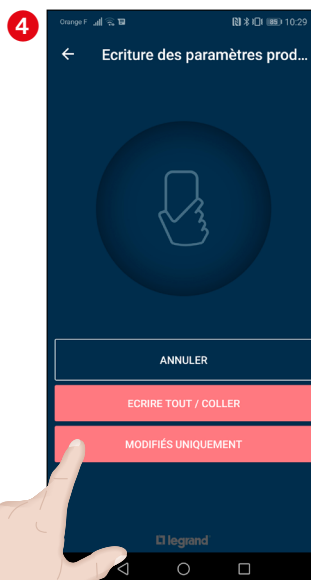 4
Orange F 10:29
Ecriture des paramètres prod...
ANNULER
ECRIRE TOUT / COLLER
MODIFIÉS UNIQUEMENT
legrand